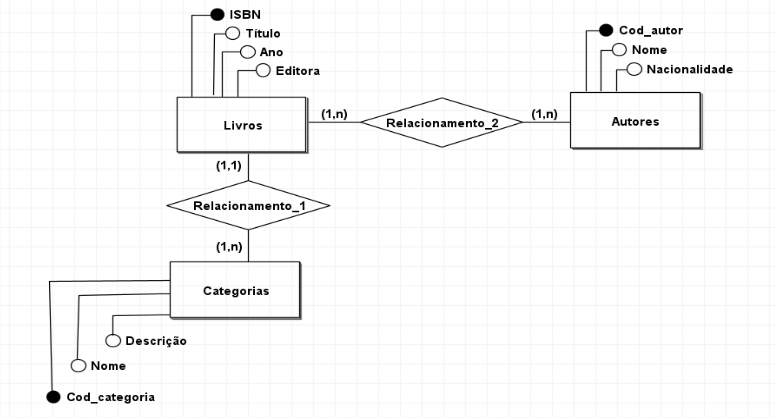 ISBN
Título
Ano
Editora
Livros
(1,n)
Relacionamento_2
(1,n)
Cod_autor
Nome
Nacionalidade
Autores
(1,1)
Relacionamento_1
(1,n)
Categorias
Descrição
Nome
Cod_categoria